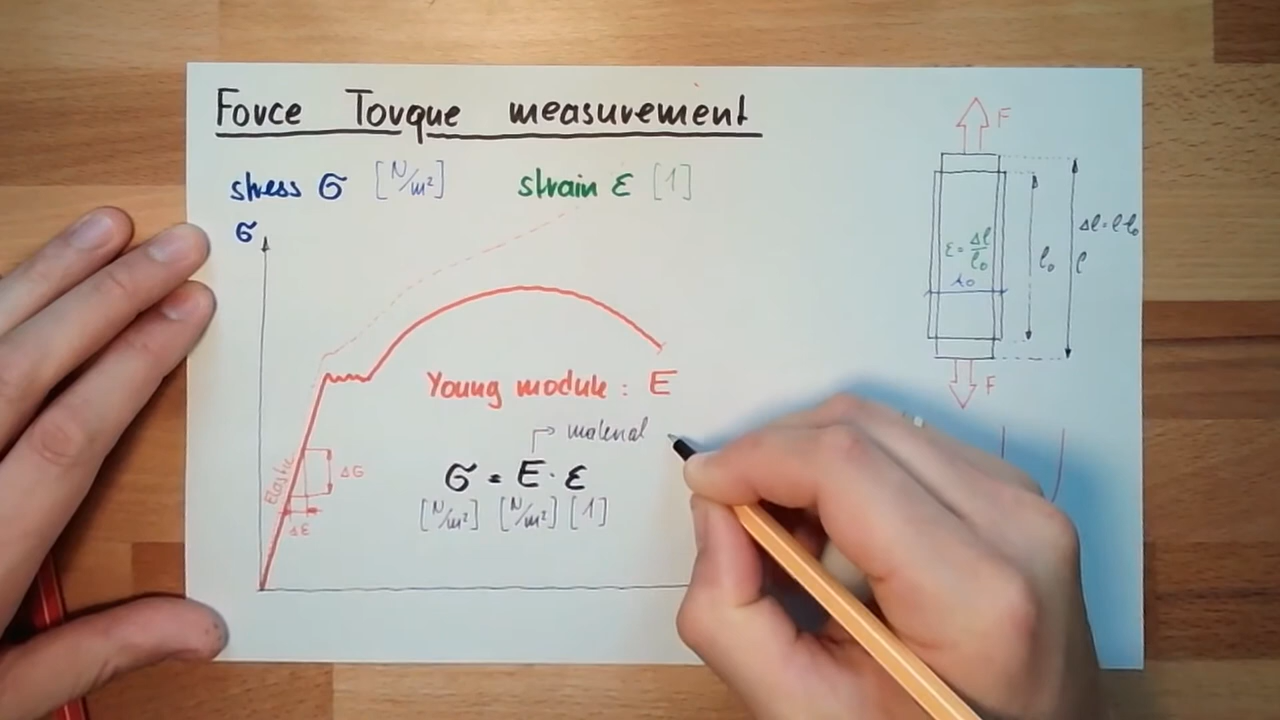 Force Torque measurement
stress σ [N/m²] strain ε [1]
σ
F
Δl = l-l₀
ε = Δl/l₀
l₀ l
A₀
F
Young module : E
→ material
Elastic
Δσ
σ = E · ε
[N/m²] [N/m²] [1]
Δε